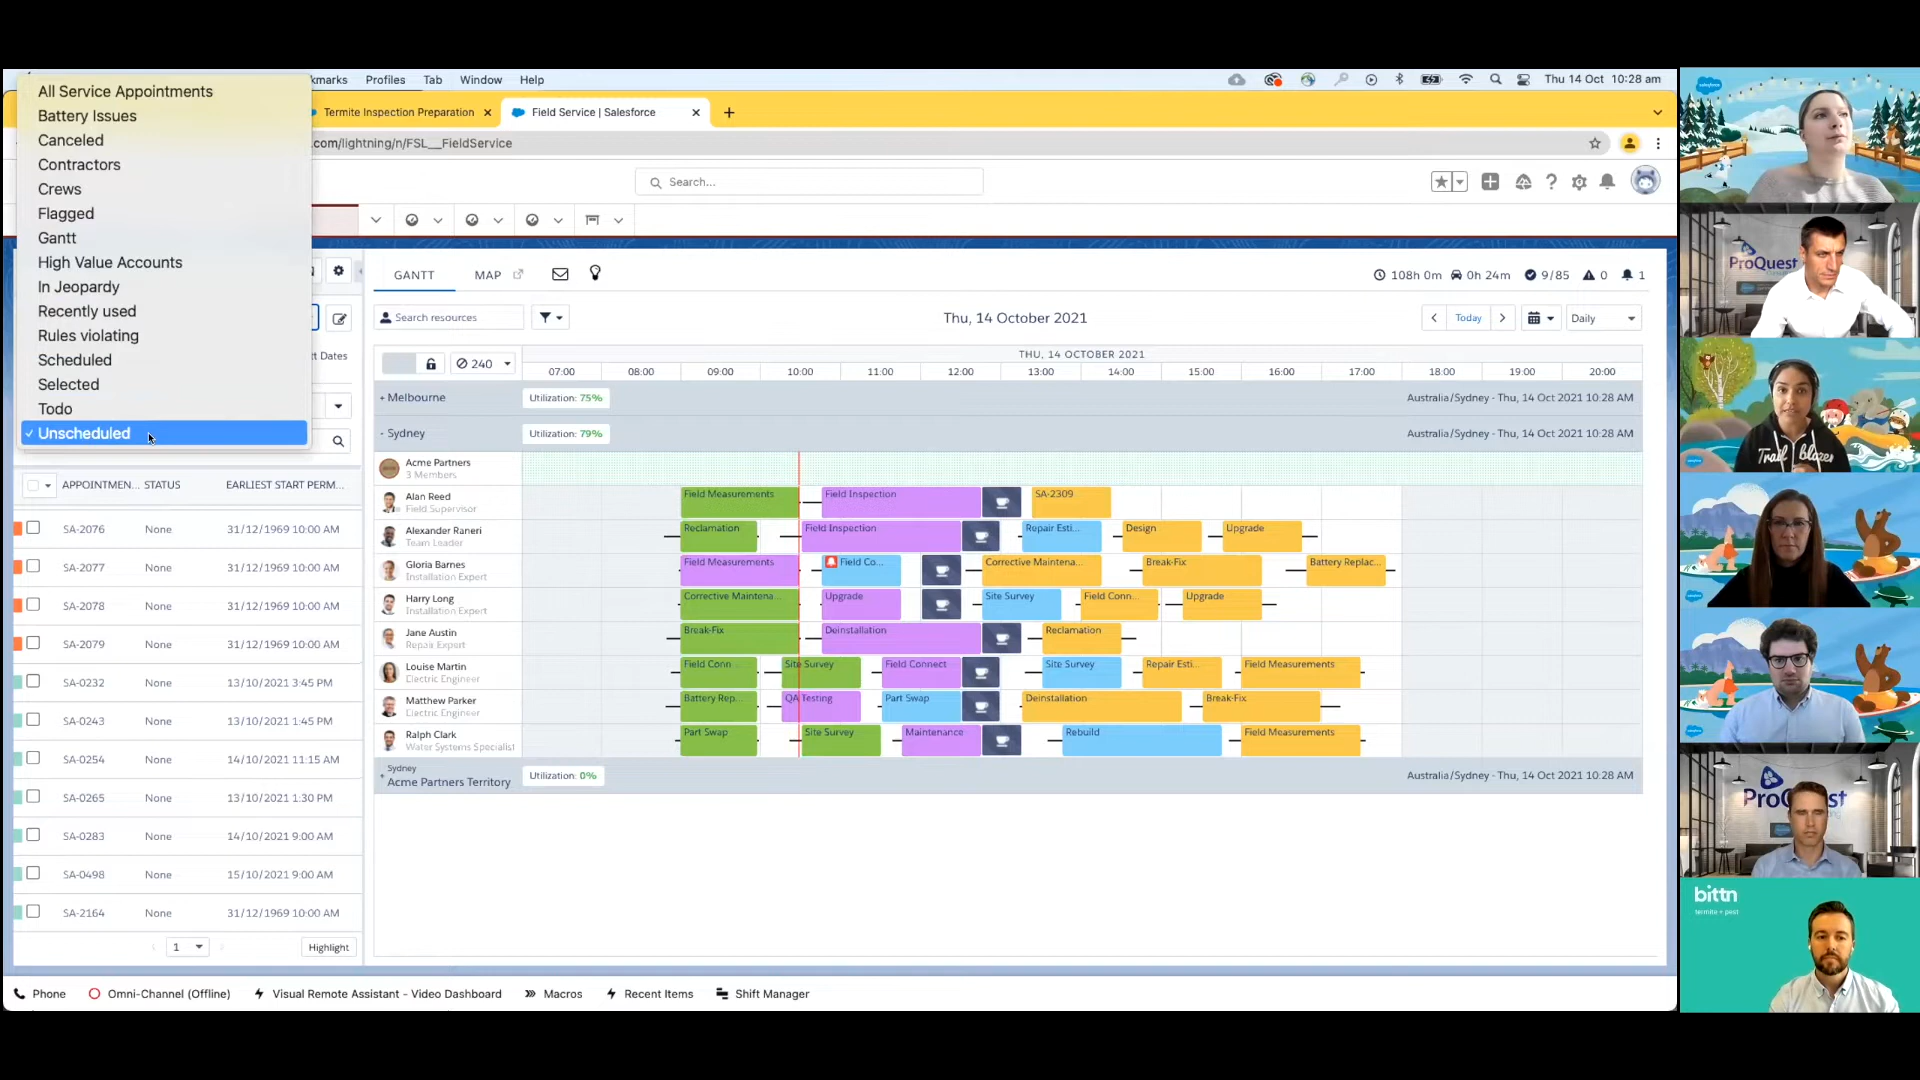 kmarks Profiles Tab Window Help Thu 14 Oct 10:28 am
Termite Inspection Preparation Field Service | Salesforce
.com/lightning/n/FSL__FieldService
Search...
All Service Appointments
Battery Issues
Canceled
Contractors
Crews
Flagged
Gantt
High Value Accounts
In Jeopardy
Recently used
Rules violating
Scheduled
Selected
Todo
Unscheduled
tt Dates
APPOINTMEN... STATUS EARLIEST START PERM...
SA-2076 None 31/12/1969 10:00 AM
SA-2077 None 31/12/1969 10:00 AM
SA-2078 None 31/12/1969 10:00 AM
SA-2079 None 31/12/1969 10:00 AM
SA-0232 None 13/10/2021 3:45 PM
SA-0243 None 13/10/2021 1:45 PM
SA-0254 None 14/10/2021 11:15 AM
SA-0265 None 13/10/2021 1:30 PM
SA-0283 None 14/10/2021 9:00 AM
SA-0498 None 15/10/2021 9:00 AM
SA-2164 None 31/12/1969 10:00 AM
1 Highlight
GANTT MAP 108h 0m 0h 24m 9/85 0 1
Search resources Thu, 14 October 2021 Today Daily
240 THU, 14 OCTOBER 2021
07:00 08:00 09:00 10:00 11:00 12:00 13:00 14:00 15:00 16:00 17:00 18:00 19:00 20:00
+ Melbourne Utilization: 75% Australia/Sydney - Thu, 14 Oct 2021 10:28 AM
- Sydney Utilization: 79% Australia/Sydney - Thu, 14 Oct 2021 10:28 AM
Acme Partners
3 Members
Alan Reed Field Measurements Field Inspection SA-2309
Field Supervisor
Alexander Raneri Reclamation Field Inspection Repair Esti... Design Upgrade
Team Leader
Gloria Barnes Field Measurements Field Co... Corrective Maintena... Break-Fix Battery Replac...
Installation Expert
Harry Long Corrective Maintena... Upgrade Site Survey Field Conn... Upgrade
Installation Expert
Jane Austin Break-Fix Deinstallation Reclamation
Repair Expert
Louise Martin Field Conn... Site Survey Field Connect Site Survey Repair Esti... Field Measurements
Electric Engineer
Matthew Parker Battery Rep... QA Testing Part Swap Deinstallation Break-Fix
Electric Engineer
Ralph Clark Part Swap Site Survey Maintenance Rebuild Field Measurements
Water Systems Specialist
Sydney
+ Acme Partners Territory Utilization: 0% Australia/Sydney - Thu, 14 Oct 2021 10:28 AM
Phone Omni-Channel (Offline) Visual Remote Assistant - Video Dashboard Macros Recent Items Shift Manager
ProQuest
bittn
termite + pest